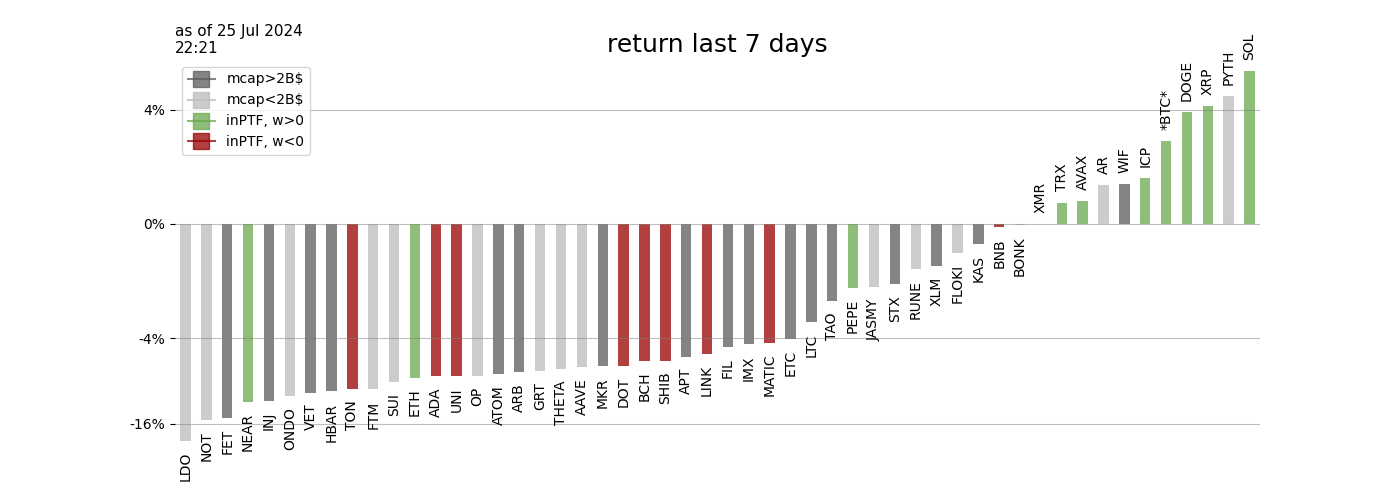 as of 25 Jul 2024
22:21
return last 7 days
mcap>2B$
mcap<2B$
inPTF, w>0
inPTF, w<0
4%
0%
-4%
-16%
LDO
NOT
FET
NEAR
INJ
ONDO
VET
HBAR
TON
FTM
SUI
ETH
ADA
UNI
OP
ATOM
ARB
GRT
THETA
AAVE
MKR
DOT
BCH
SHIB
APT
LINK
FIL
IMX
MATIC
ETC
LTC
TAO
PEPE
JASMY
STX
RUNE
XLM
FLOKI
KAS
BNB
BONK
XMR
TRX
AVAX
AR
WIF
ICP
*BTC*
DOGE
XRP
PYTH
SOL